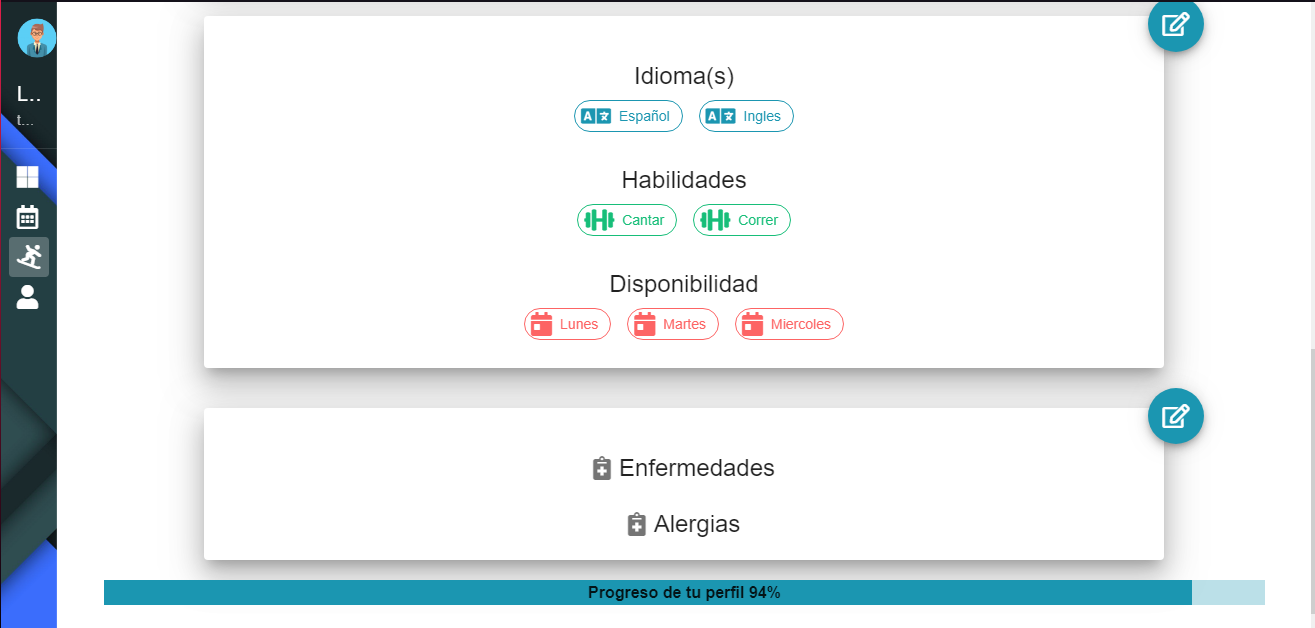 L...
t...
Idioma(s)
Español Ingles
Habilidades
Cantar Correr
Disponibilidad
Lunes Martes Miercoles
Enfermedades
Alergias
Progreso de tu perfil 94%